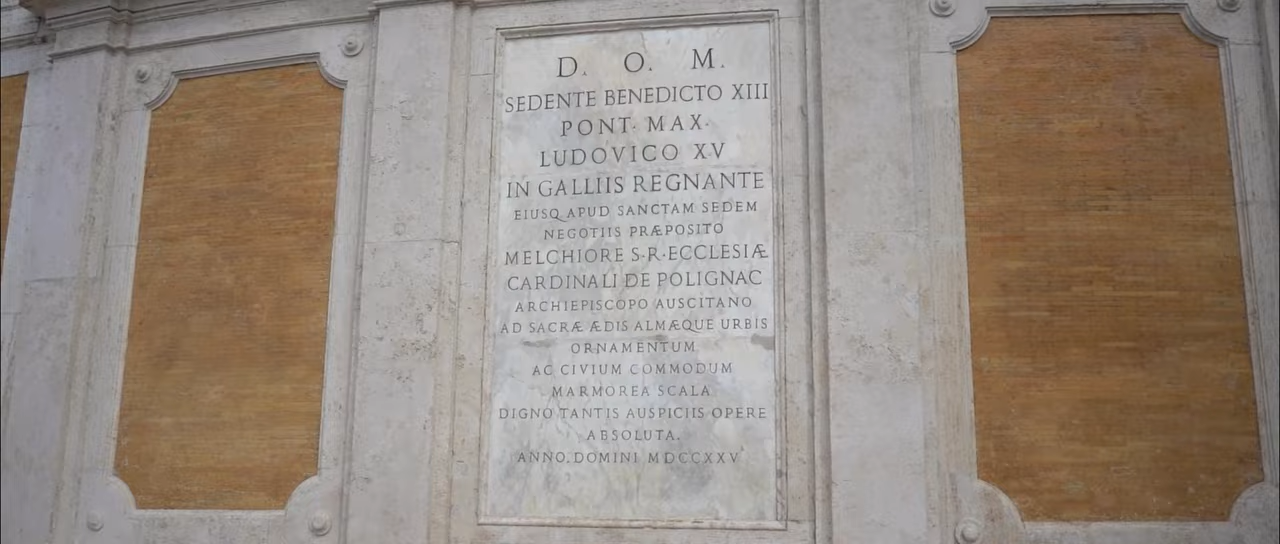 D. O. M.
SEDENTE BENEDICTO XIII
PONT. MAX.
LUDOVICO XV
IN GALLIIS REGNANTE
EIUSQ APUD SANCTAM SEDEM
NEGOTIIS PRÆPOSITO
MELCHIORE S·R·ECCLESIÆ
CARDINALI DE POLIGNAC
ARCHIEPISCOPO AUSCITANO
AD SACRÆ ÆDIS ALMÆQUE URBIS
ORNAMENTUM
AC CIVIUM COMMODUM
MARMOREA SCALA
DIGNO TANTIS AUSPICIIS OPERE
ABSOLUTA.
ANNO. DOMINI MDCCXXV